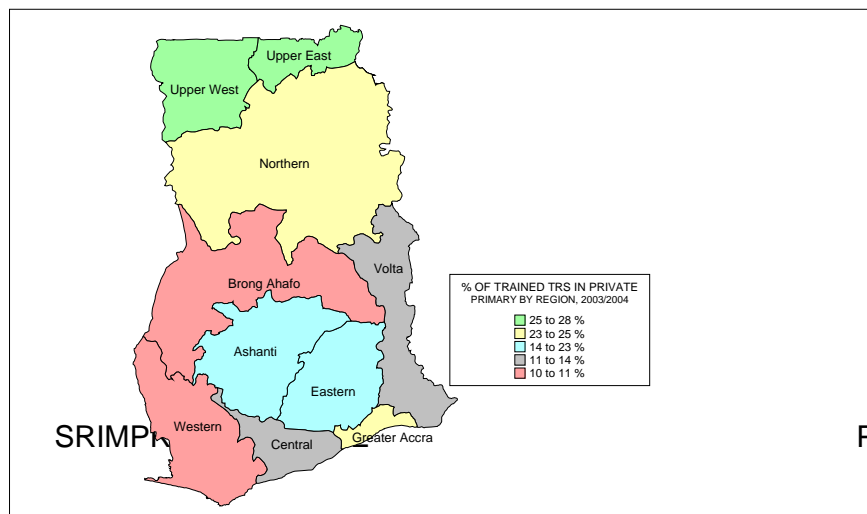 Upper East
Upper West
Northern
Volta
Brong Ahafo
% OF TRAINED TRS IN PRIVATE
PRIMARY BY REGION, 2003/2004
25 to 28 %
23 to 25 %
14 to 23 %
11 to 14 %
10 to 11 %
Ashanti
Eastern
Western
Central
Greater Accra